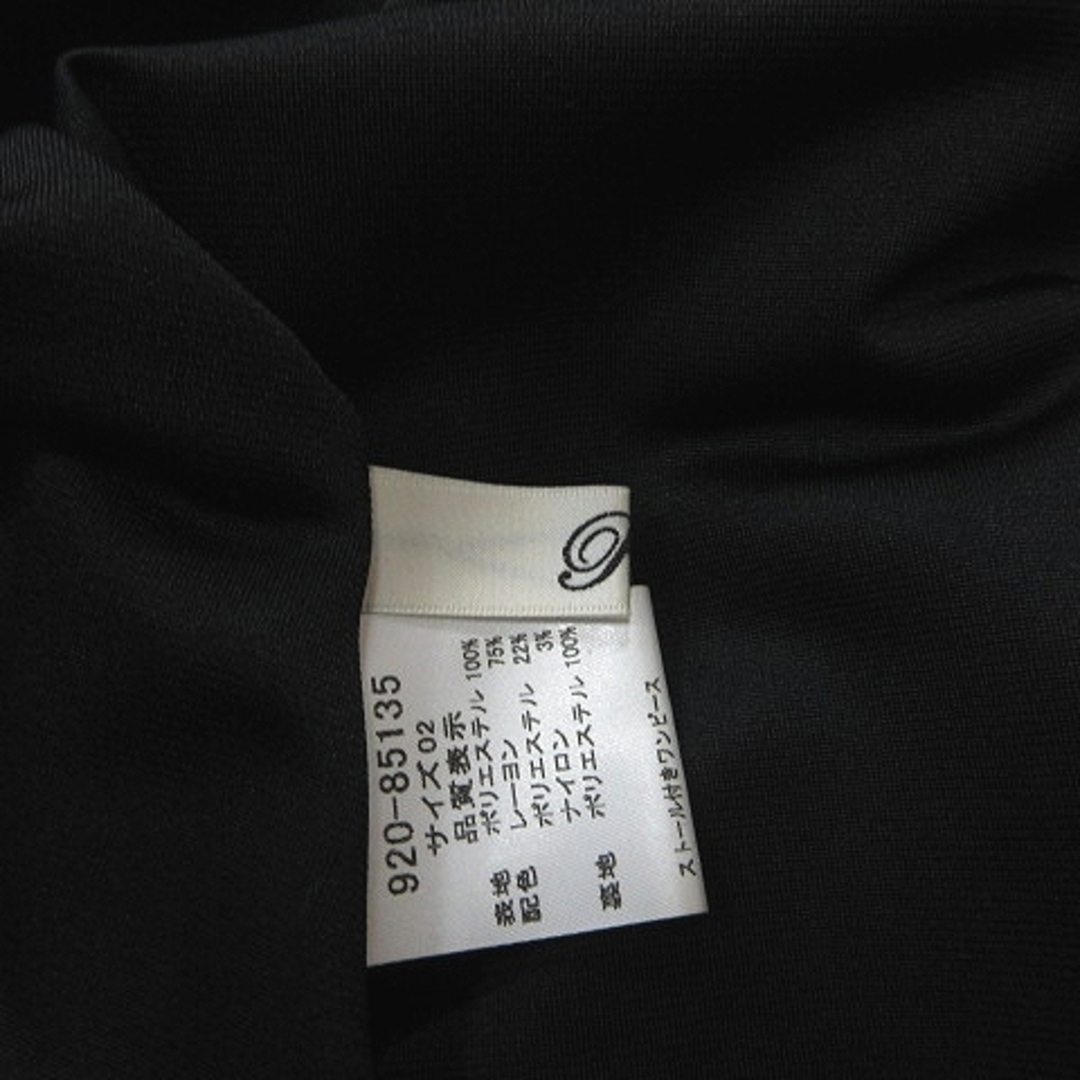 920-85135
サイズ02
品質表示
表地 ポリエステル 100%
配色 レーヨン 75%
ポリエステル 22%
ナイロン 3%
裏地 ポリエステル 100%
ストール付きワンピース